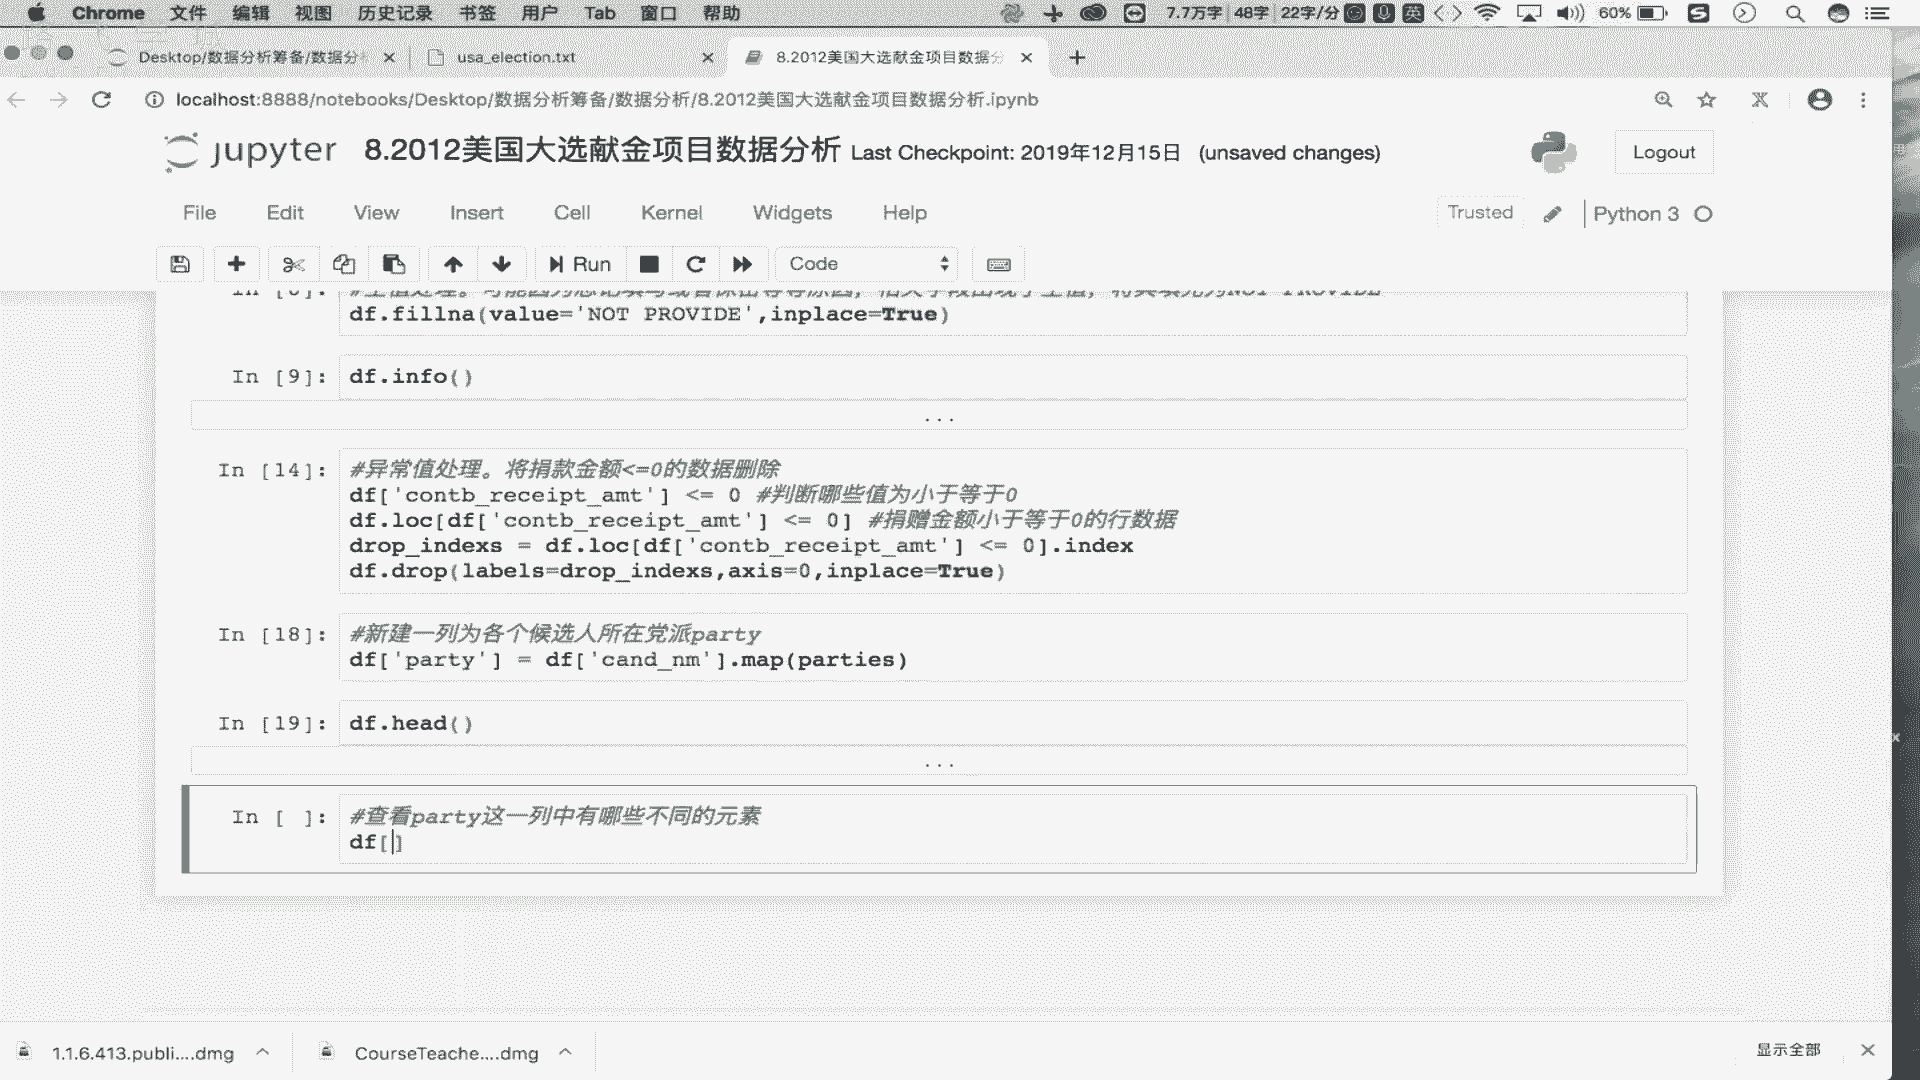 Chrome 文件 编辑 视图 历史记录 书签 用户 Tab 窗口 帮助 7.7万字 48字 22字/分 英 60%
Desktop/数据分析筹备/数据分 usa_election.txt 8.2012美国大选献金项目数据分
localhost:8888/notebooks/Desktop/数据分析筹备/数据分析/8.2012美国大选献金项目数据分析.ipynb
jupyter 8.2012美国大选献金项目数据分析 Last Checkpoint: 2019年12月15日 (unsaved changes) Logout
File Edit View Insert Cell Kernel Widgets Help Trusted Python 3
Run Code
df.fillna(value='NOT PROVIDE',inplace=True)
In [9]: df.info()
...
In [14]: #异常值处理。将捐款金额<=0的数据删除
df['contb_receipt_amt'] <= 0 #判断哪些值为小于等于0
df.loc[df['contb_receipt_amt'] <= 0] #捐赠金额小于等于0的行数据
drop_indexs = df.loc[df['contb_receipt_amt'] <= 0].index
df.drop(labels=drop_indexs,axis=0,inplace=True)
In [18]: #新建一列为各个候选人所在党派party
df['party'] = df['cand_nm'].map(parties)
In [19]: df.head()
...
In [ ]: #查看party这一列中有哪些不同的元素
df[]
1.1.6.413.publi....dmg CourseTeache....dmg 显示全部